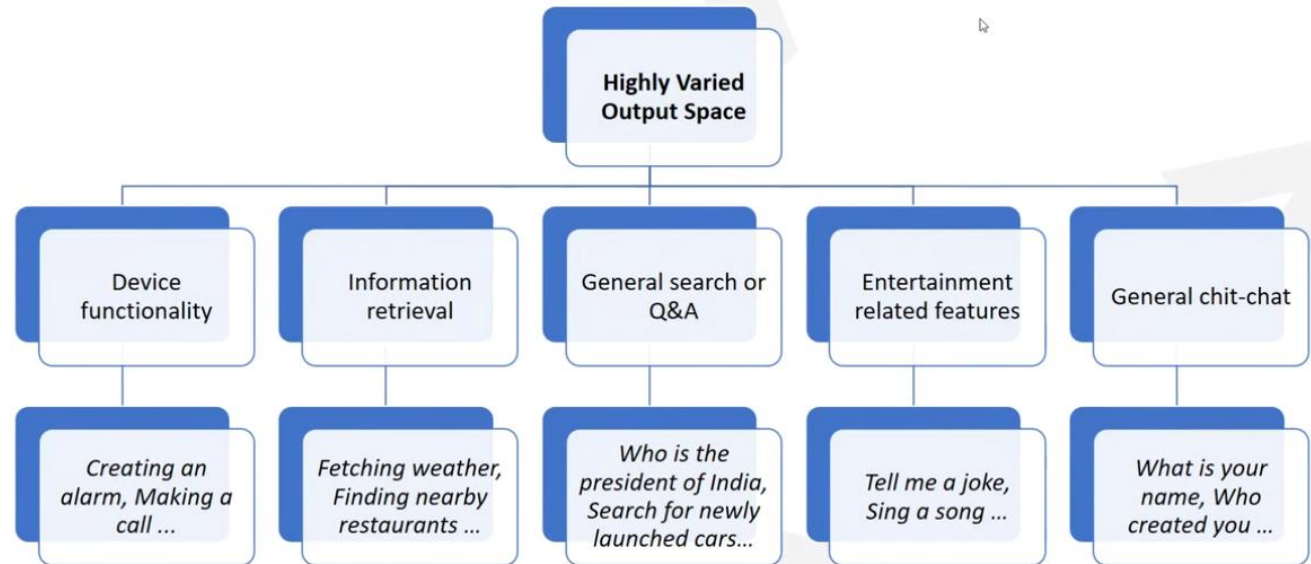 Highly Varied
Output Space
Device
functionality
Information
retrieval
General search or
Q&A
Entertainment
related features
General chit-chat
Creating an
alarm, Making a
call ...
Fetching weather,
Finding nearby
restaurants ...
Who is the
president of India,
Search for newly
launched cars...
Tell me a joke,
Sing a song ...
What is your
name, Who
created you ...